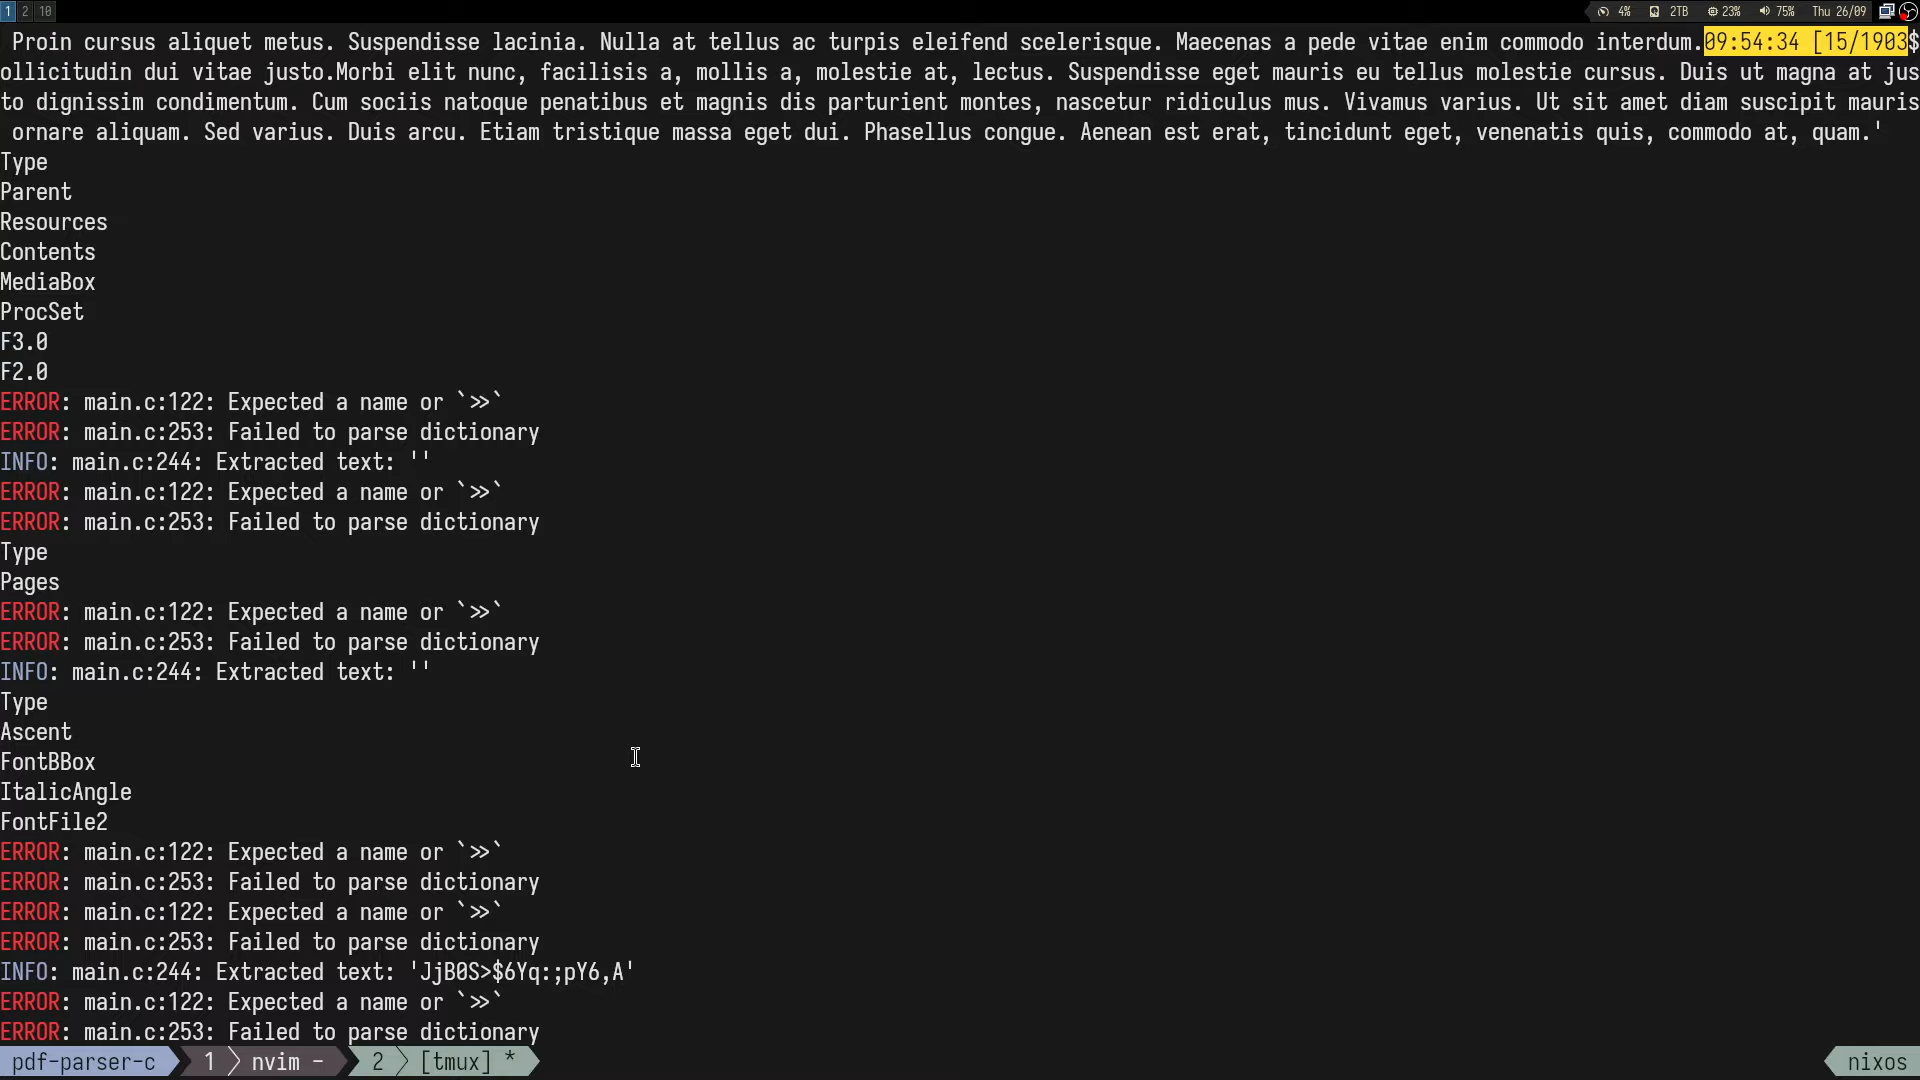 1 2 10 4% 2TB 23% 75% Thu 26/09
 Proin cursus aliquet metus. Suspendisse lacinia. Nulla at tellus ac turpis eleifend scelerisque. Maecenas a pede vitae enim commodo interdum.09:54:34 [15/1903$
ollicitudin dui vitae justo.Morbi elit nunc, facilisis a, mollis a, molestie at, lectus. Suspendisse eget mauris eu tellus molestie cursus. Duis ut magna at jus
to dignissim condimentum. Cum sociis natoque penatibus et magnis dis parturient montes, nascetur ridiculus mus. Vivamus varius. Ut sit amet diam suscipit mauris
 ornare aliquam. Sed varius. Duis arcu. Etiam tristique massa eget dui. Phasellus congue. Aenean est erat, tincidunt eget, venenatis quis, commodo at, quam.'
Type
Parent
Resources
Contents
MediaBox
ProcSet
F3.0
F2.0
ERROR: main.c:122: Expected a name or `>>`
ERROR: main.c:253: Failed to parse dictionary
INFO: main.c:244: Extracted text: ''
ERROR: main.c:122: Expected a name or `>>`
ERROR: main.c:253: Failed to parse dictionary
Type
Pages
ERROR: main.c:122: Expected a name or `>>`
ERROR: main.c:253: Failed to parse dictionary
INFO: main.c:244: Extracted text: ''
Type
Ascent
FontBBox
ItalicAngle
FontFile2
ERROR: main.c:122: Expected a name or `>>`
ERROR: main.c:253: Failed to parse dictionary
ERROR: main.c:122: Expected a name or `>>`
ERROR: main.c:253: Failed to parse dictionary
INFO: main.c:244: Extracted text: 'JjB0S>$6Yq:;pY6,A'
ERROR: main.c:122: Expected a name or `>>`
ERROR: main.c:253: Failed to parse dictionary
pdf-parser-c 1 nvim - 2 [tmux] * nixos